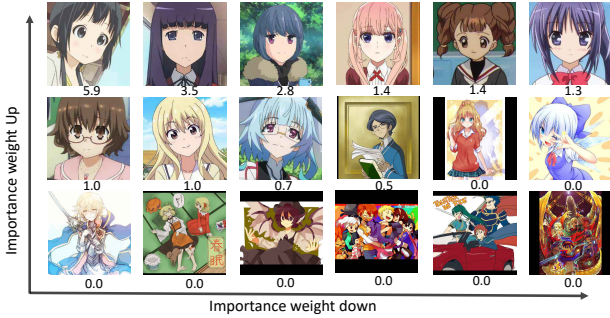 Importance weight Up
5.9 3.5 2.8 1.4 1.4 1.3
1.0 1.0 0.7 0.5 0.0 0.0
春眠
0.0 0.0 0.0 0.0 0.0 0.0
Importance weight down